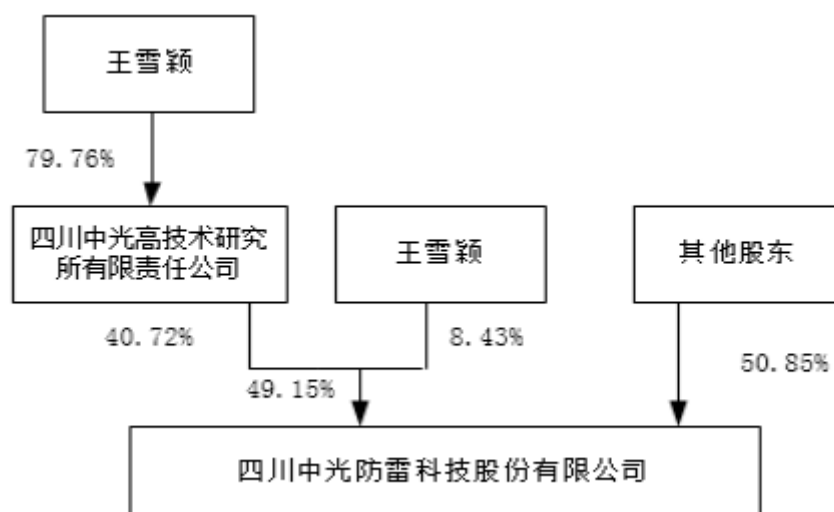 王雪颖
79.76%
四川中光高技术研究
所有限责任公司
王雪颖
其他股东
40.72%
8.43%
49.15%
50.85%
四川中光防雷科技股份有限公司